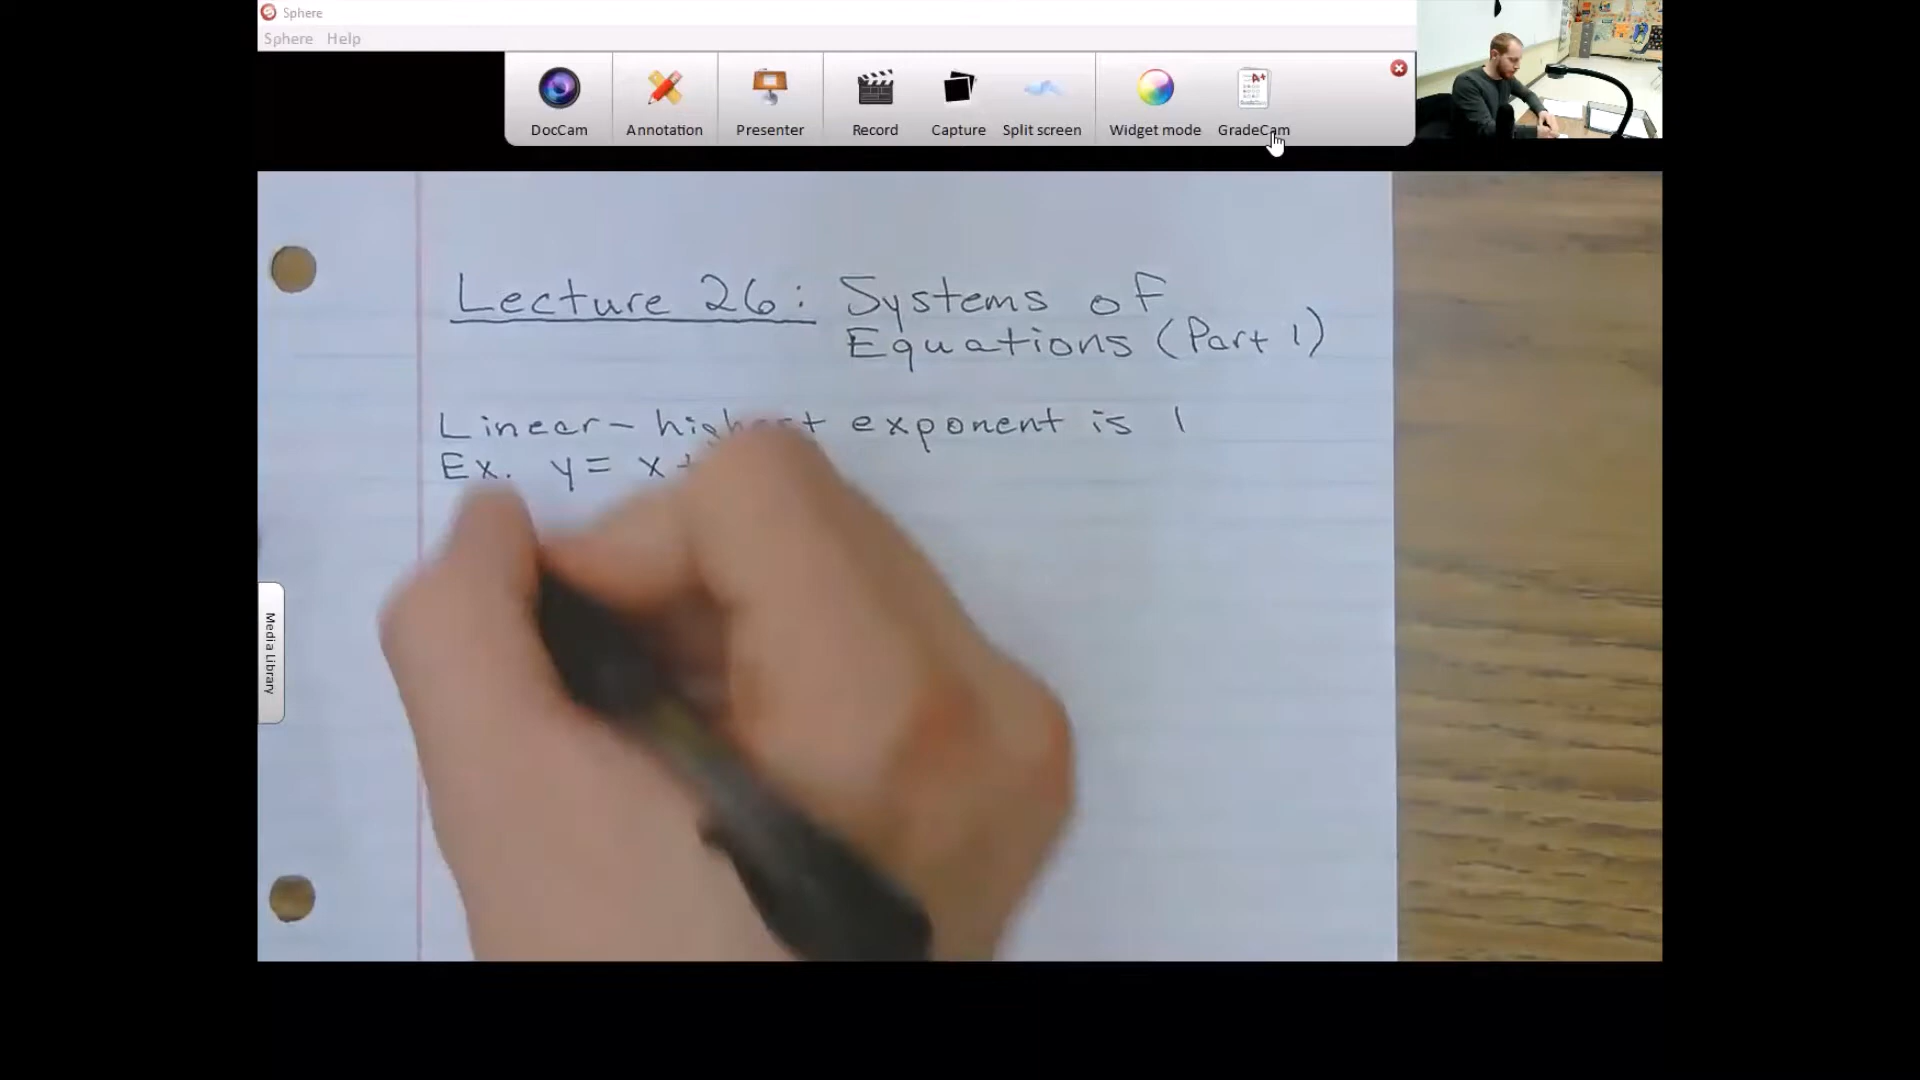 Sphere
Sphere Help
DocCam Annotation Presenter Record Capture Split screen Widget mode GradeCam
A+
Lecture 26: Systems of
Equations (Part 1)
Linear - highest exponent is 1
Ex. y = x +
Media Library